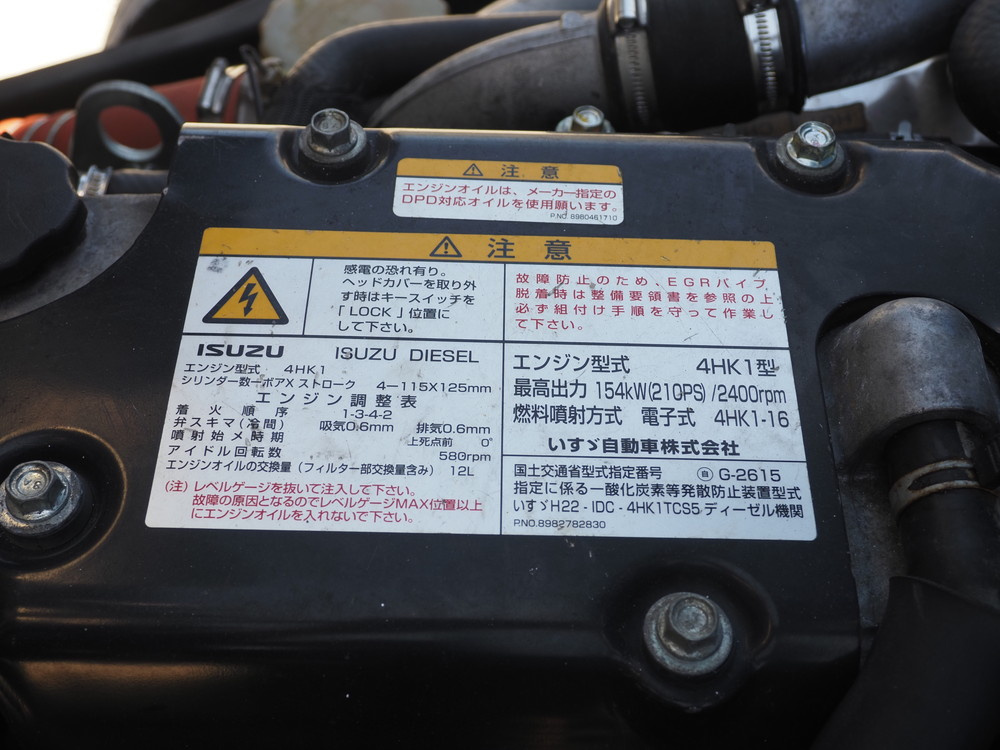 ⚠ 注意
エンジンオイルは、メーカー指定の
DPD対応オイルを使用願います。
P.NO. 8980461710
⚠ 注意
感電の恐れ有り。
ヘッドカバーを取り外
す時はキースイッチを
「LOCK」位置に
して下さい。
故障防止のため、EGRパイプ
脱着時は整備要領書を参照の上
必ず組付け手順を守って作業し
て下さい。
ISUZU ISUZU DIESEL
エンジン型式 4HK1
シリンダー数ーボアX ストローク 4ー115X125mm
エンジン調整表
着火順序 1-3-4-2
弁スキマ(冷間) 吸気0.6mm 排気0.6mm
噴射始メ時期 上死点前 0°
アイドル回転数 580rpm
エンジンオイルの交換量(フィルター部交換量含み) 12L
(注) レベルゲージを抜いて注入して下さい。
故障の原因となるのでレベルゲージMAX位置以上
にエンジンオイルを入れないで下さい。
エンジン型式 4HK1型
最高出力 154kW(210PS) /2400rpm
燃料噴射方式 電子式 4HK1-16
いすゞ自動車株式会社
国土交通省型式指定番号 ㊀ G-2615
指定に係る一酸化炭素等発散防止装置型式
いすゞH22 - IDC - 4HK1TCS5 ディーゼル機関
P.NO.8982782830